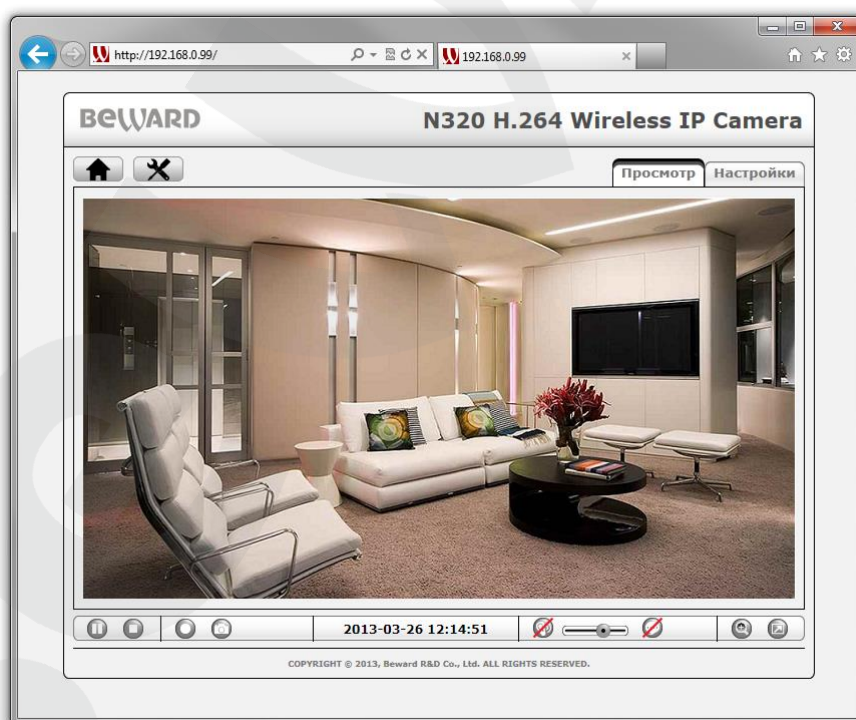 http://192.168.0.99/
192.168.0.99
BEWARD
N320 H.264 Wireless IP Camera
Просмотр
Настройки
2013-03-26 12:14:51
COPYRIGHT © 2013, Beward R&D Co., Ltd. ALL RIGHTS RESERVED.